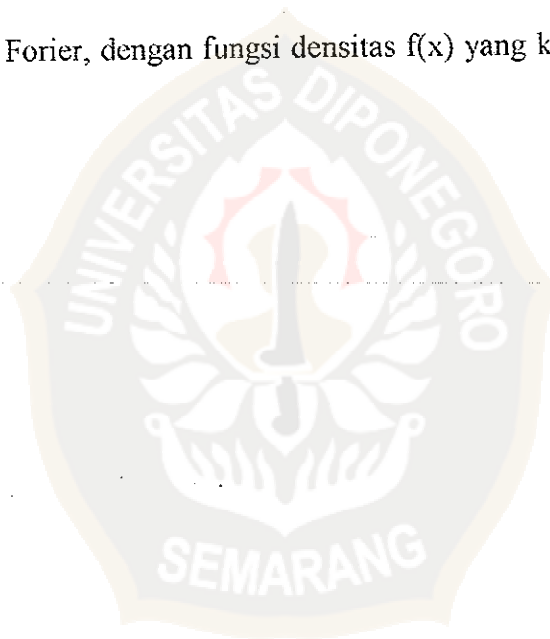 Forier, dengan fungsi densitas f(x) yang k
UNIVERSITAS DIPONEGORO
SEMARANG